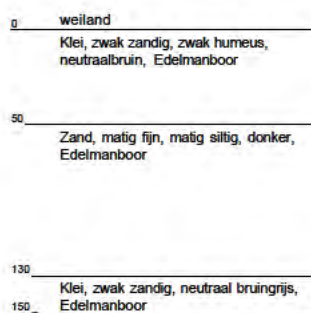 weiland
0
Klei, zwak zandig, zwak humeus,
neutraalbruin, Edelmanboor
50
Zand, matig fijn, matig siltig, donker,
Edelmanboor
130
Klei, zwak zandig, neutraal bruingrijs,
150 Edelmanboor